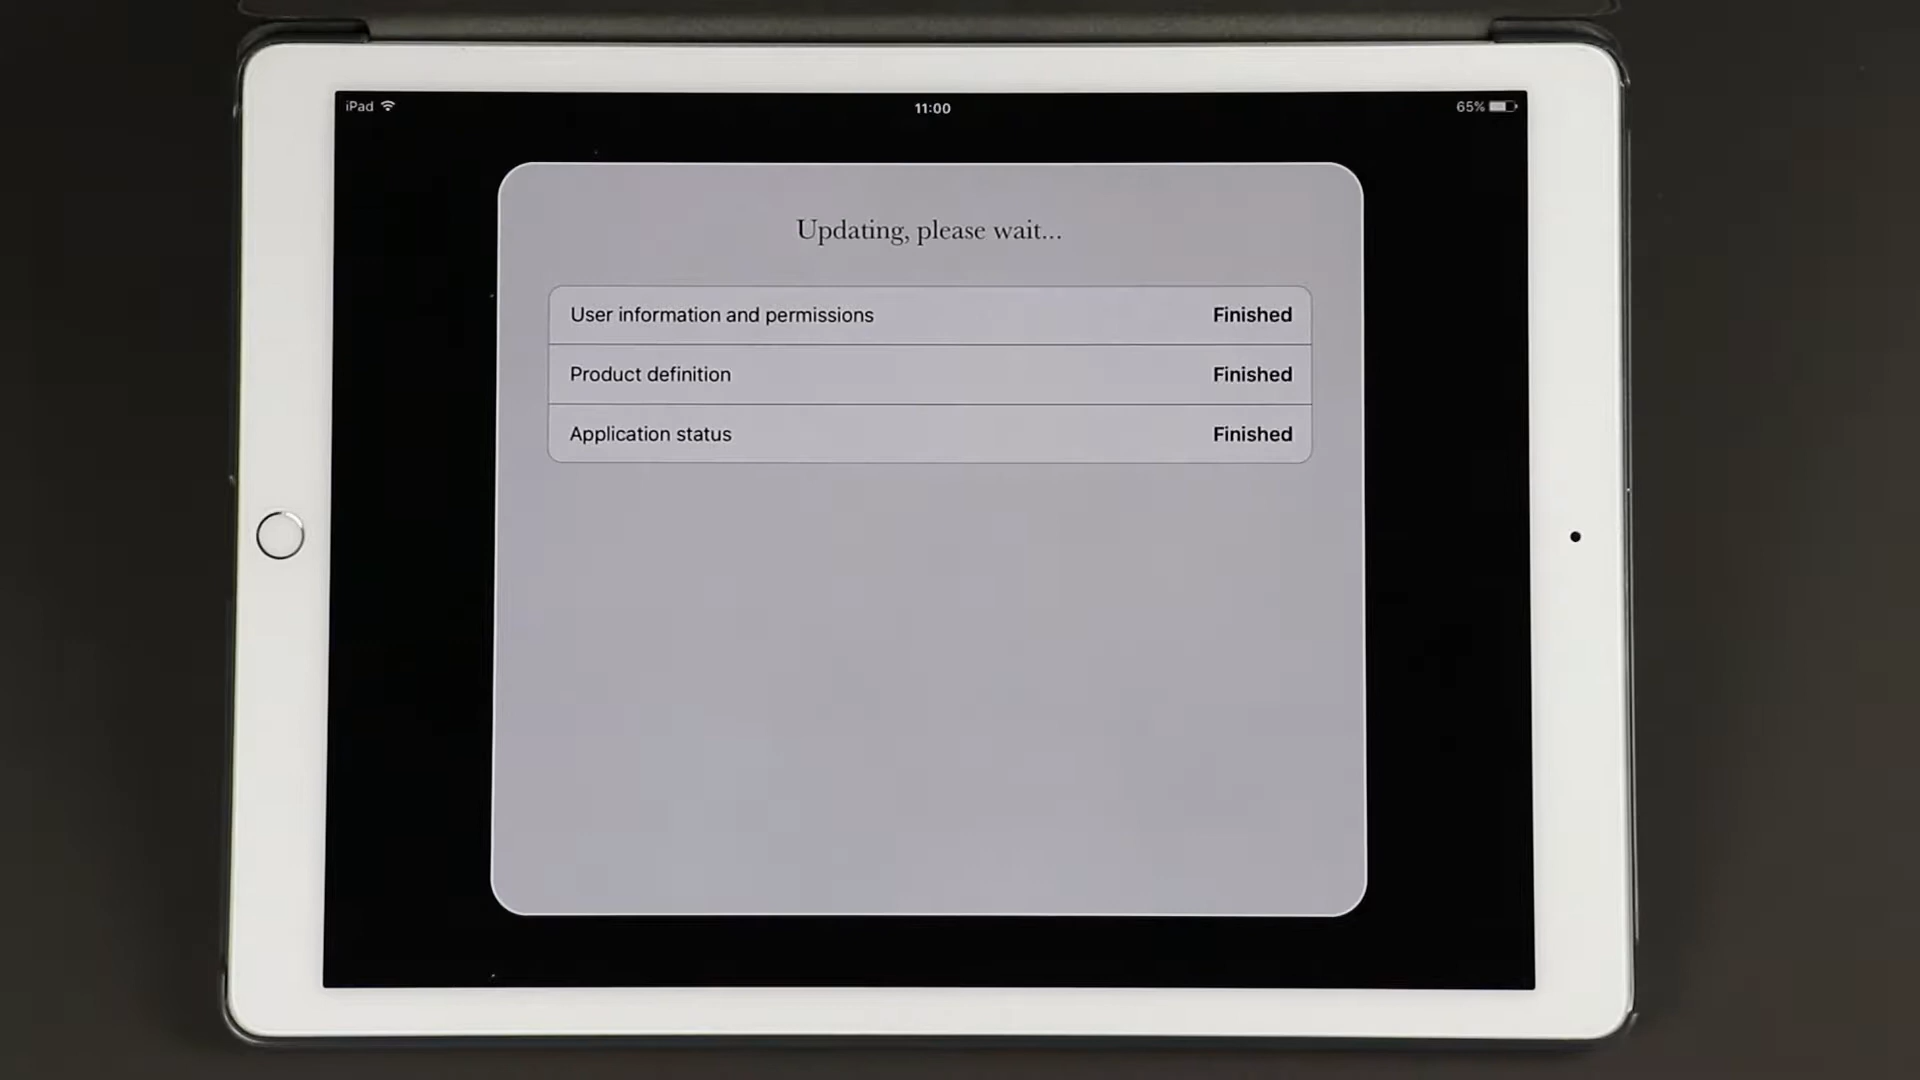 iPad 11:00 65%
Updating, please wait...
User information and permissions Finished
Product definition Finished
Application status Finished